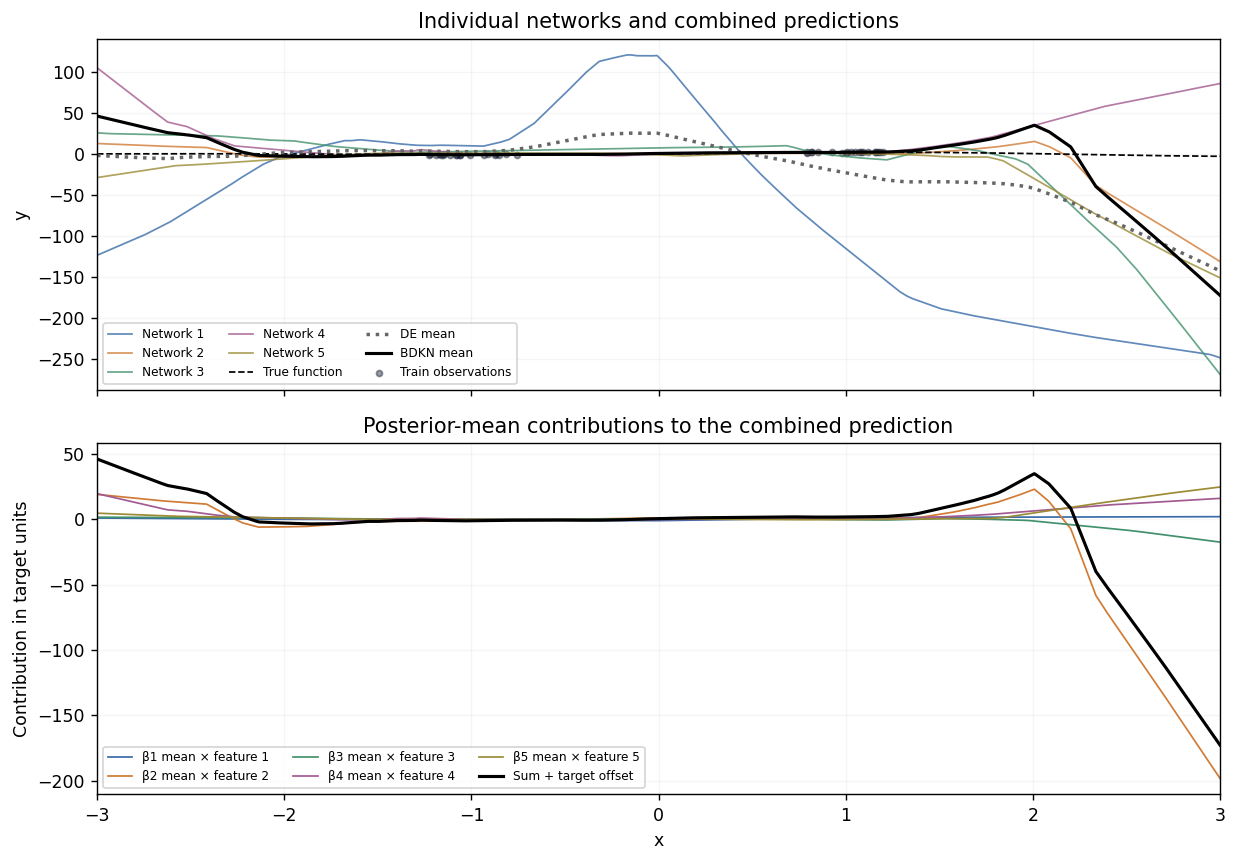 Individual networks and combined predictions
100
50
0
−50
−100
−150
−200
−250
y
Network 1
Network 2
Network 3
Network 4
Network 5
True function
DE mean
BDKN mean
Train observations
Posterior-mean contributions to the combined prediction
50
0
−50
−100
−150
−200
Contribution in target units
β1 mean × feature 1
β2 mean × feature 2
β3 mean × feature 3
β4 mean × feature 4
β5 mean × feature 5
Sum + target offset
−3
−2
−1
0
1
2
3
x